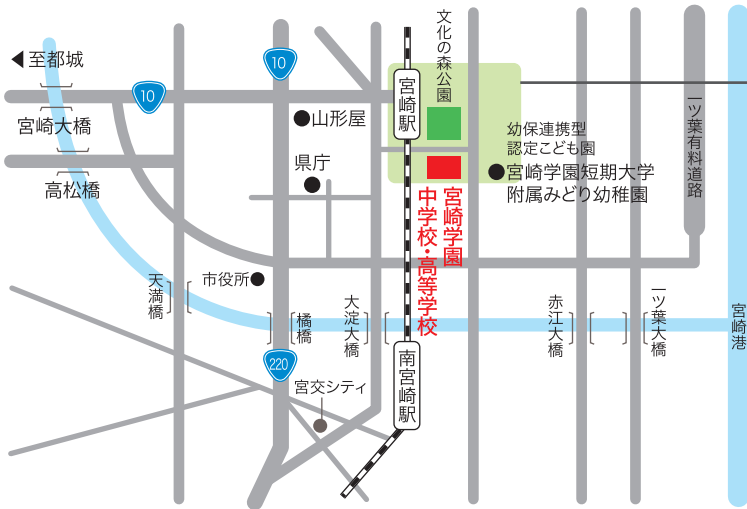 至都城
10
10
宮崎大橋
高松橋
山形屋
県庁
市役所
天満橋
橘橋
大淀大橋
220
宮交シティ
宮崎駅
南宮崎駅
文化の森公園
宮崎学園
中学校・高等学校
幼保連携型
認定こども園
宮崎学園短期大学
附属みどり幼稚園
一ツ葉有料道路
赤江大橋
一ツ葉大橋
宮崎港